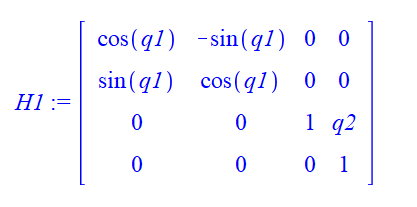 cos(q1) -sin(q1) 0 0
sin(q1) cos(q1) 0 0
H1 :=
0 0 1 q2
0 0 0 1